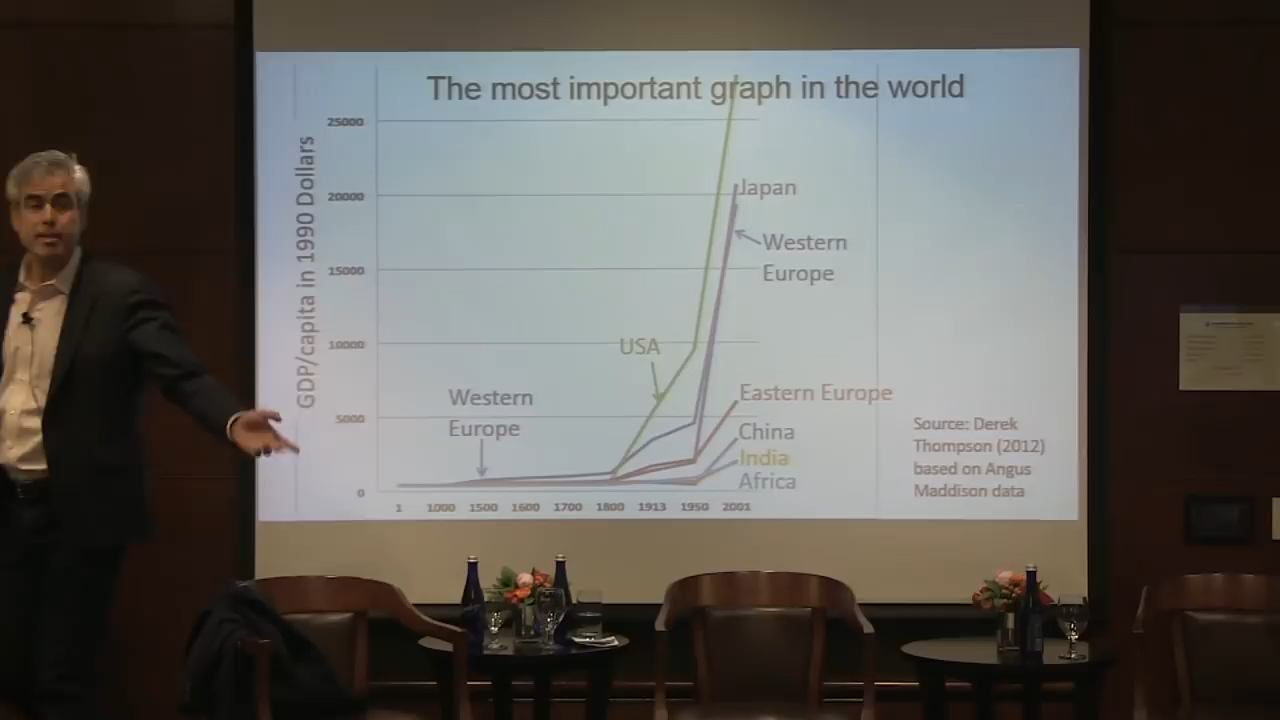 The most important graph in the world
GDP/capita in 1990 Dollars
25000
20000
15000
10000
5000
0
1 1000 1500 1600 1700 1800 1913 1950 2001
Western
Europe
USA
Japan
Western
Europe
Eastern Europe
China
India
Africa
Source: Derek
Thompson (2012)
based on Angus
Maddison data